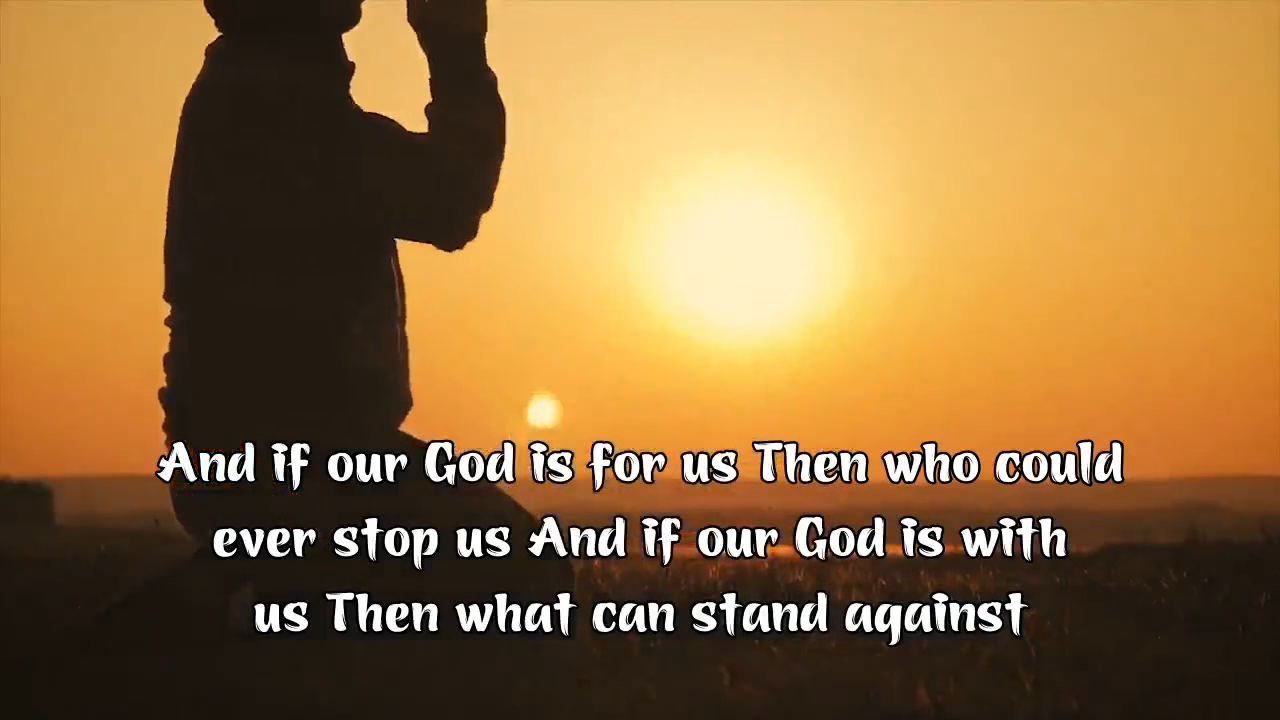 And if our God is for us Then who could
ever stop us And if our God is with
us Then what can stand against